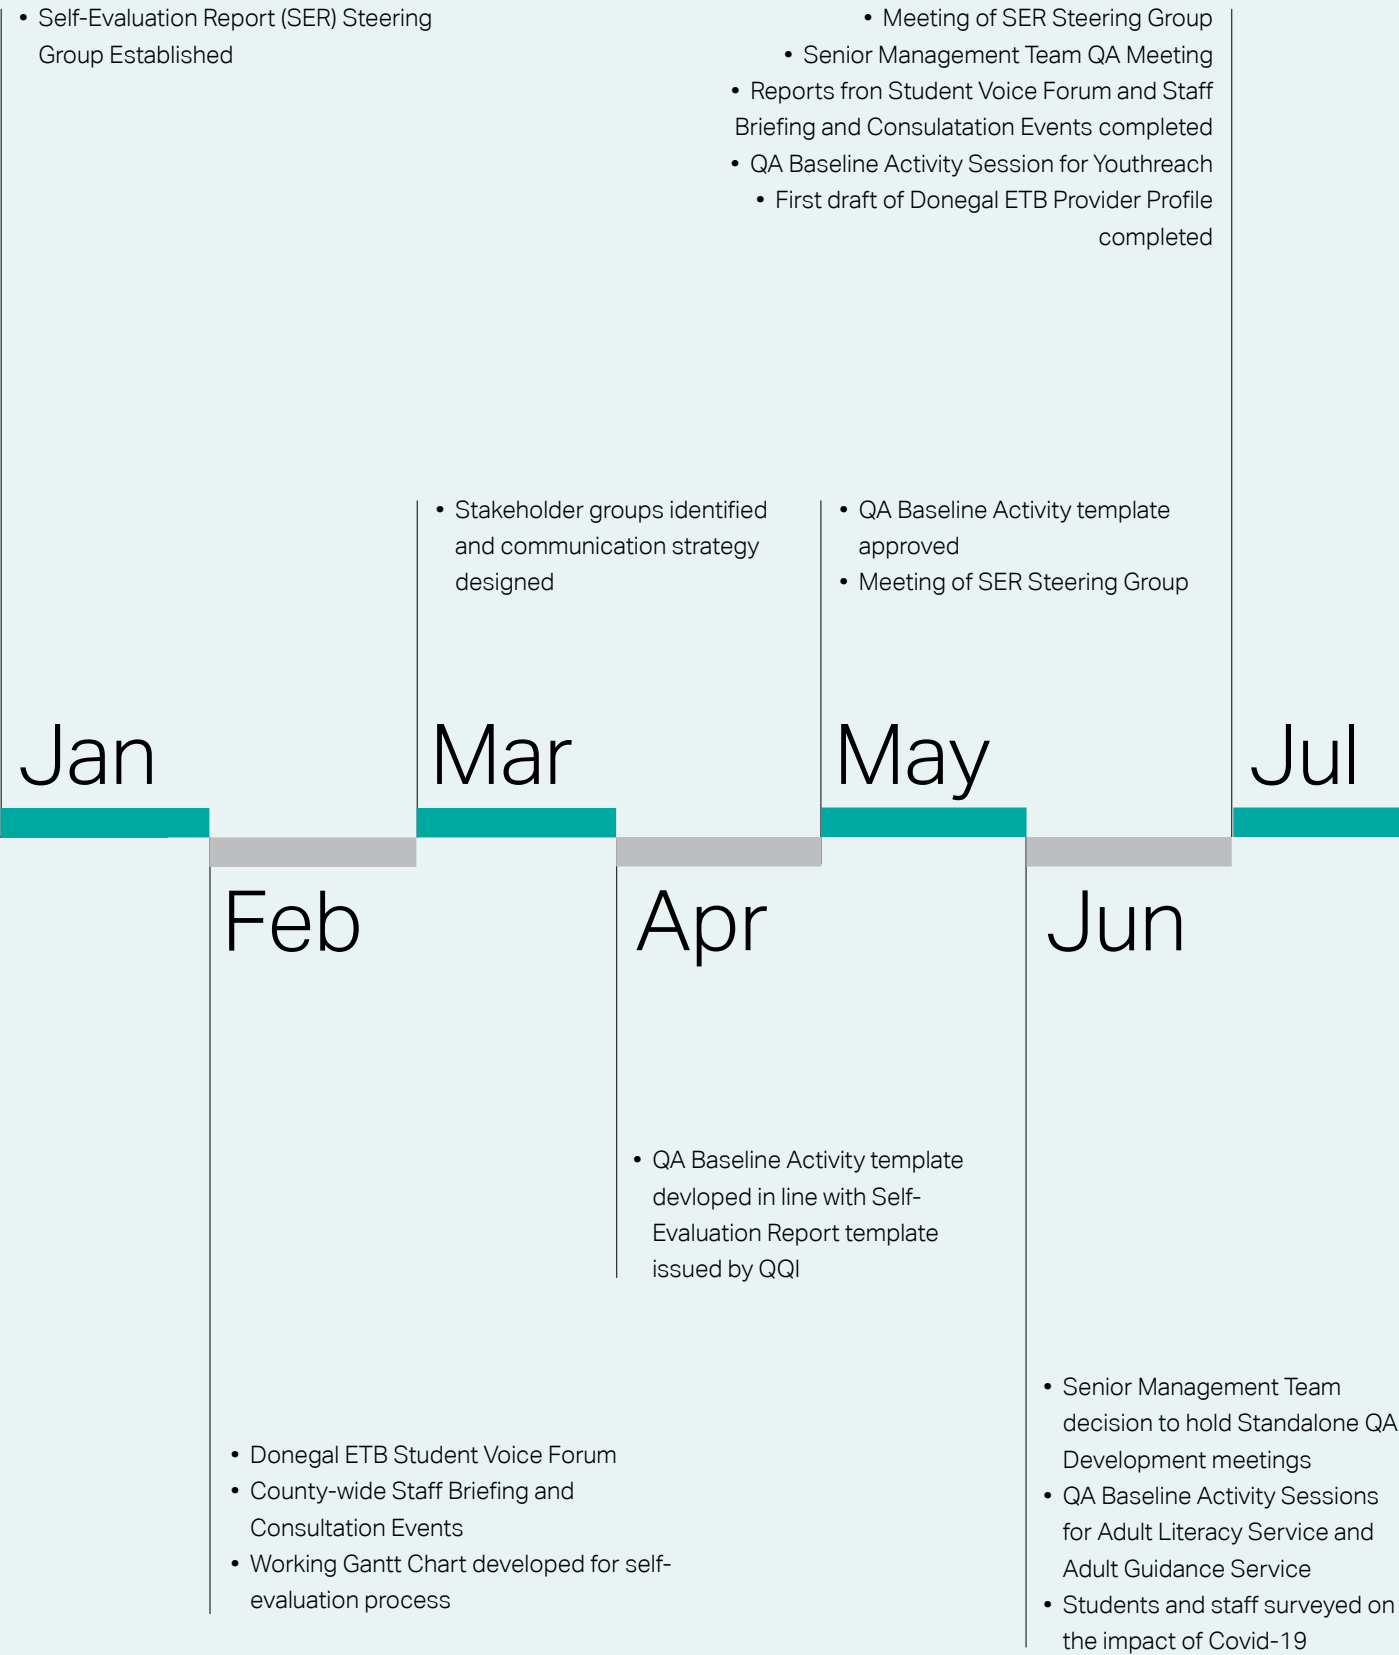 • Self-Evaluation Report (SER) Steering
Group Established
• Meeting of SER Steering Group
• Senior Management Team QA Meeting
• Reports fron Student Voice Forum and Staff
Briefing and Consulatation Events completed
• QA Baseline Activity Session for Youthreach
• First draft of Donegal ETB Provider Profile
completed
• Stakeholder groups identified
and communication strategy
designed
• QA Baseline Activity template
approved
• Meeting of SER Steering Group
Jan
Mar
May
Jul
Feb
Apr
Jun
• QA Baseline Activity template
devloped in line with Self-
Evaluation Report template
issued by QQI
• Donegal ETB Student Voice Forum
• County-wide Staff Briefing and
Consultation Events
• Working Gantt Chart developed for self-
evaluation process
• Senior Management Team
decision to hold Standalone QA
Development meetings
• QA Baseline Activity Sessions
for Adult Literacy Service and
Adult Guidance Service
• Students and staff surveyed on
the impact of Covid-19